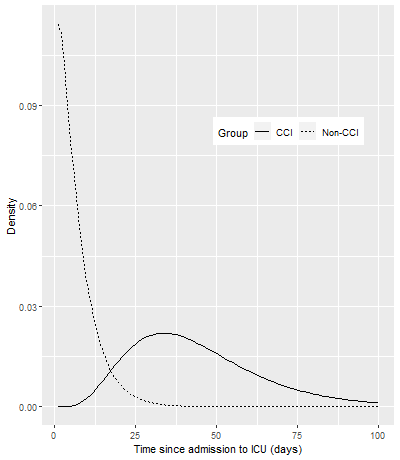 0.09
Group CCI Non-CCI
Density
0.06
0.03
0.00
0 25 50 75 100
Time since admission to ICU (days)